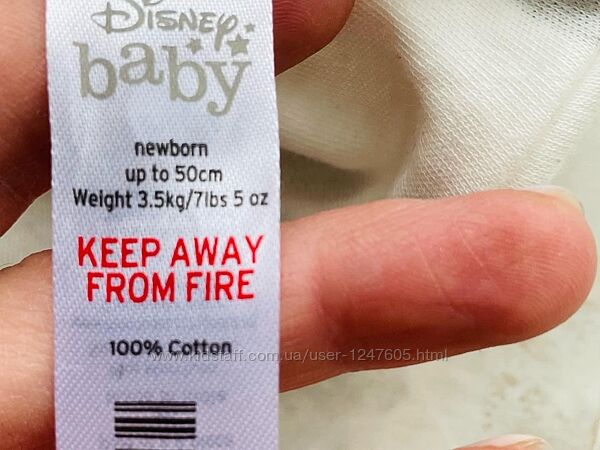 DISNEY
baby
newborn
up to 50cm
Weight 3.5kg/7lbs 5 oz
KEEP AWAY
FROM FIRE
100% Cotton
www.kidstaff.com.ua/user-1247605.html